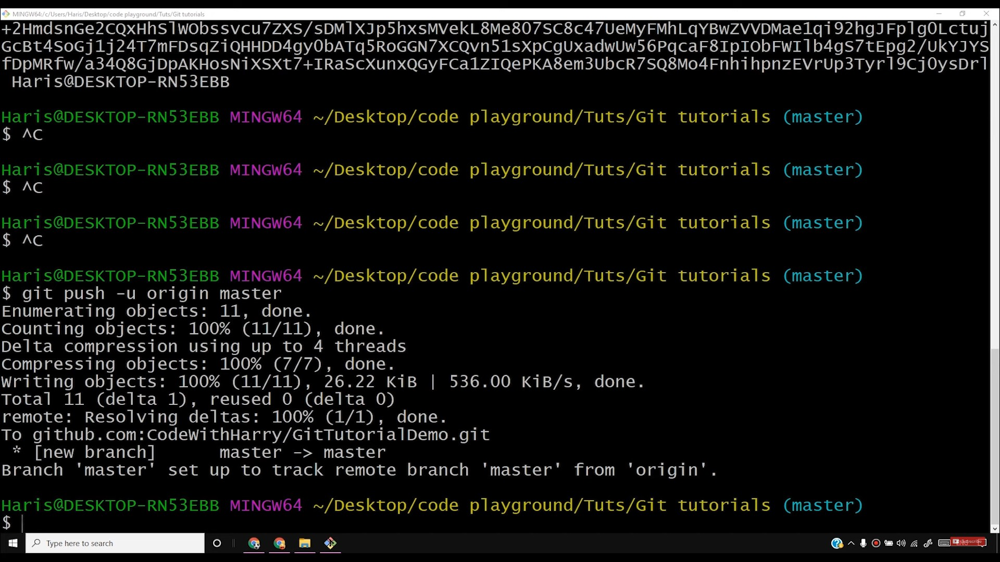 MINGW64:/c/Users/Haris/Desktop/code playground/Tuts/Git tutorials
+2HmdsnGe2CQxHhSlWObssvcu7ZXS/sDMlXJp5hxsMVekL8Me8O7SC8c47UeMyFMhLqYBwZVVDMae1qi92hgJFplgOLctuj
GcBt4SoGj1j24T7mFDsqZiQHHDD4gy0bATq5RoGGN7XCQvn51sXpCgUxadwUw56PqcaF8IpIObFWIlb4gS7tEpg2/UkYJYS
fDpMRfw/a34Q8GjDpAKHosNiXSXt7+IRaScXunxQGyFCa1ZIQePKA8em3UbcR7SQ8Mo4FnhihpnzEVrUp3Tyrl9CjOysDrl
Haris@DESKTOP-RN53EBB
Haris@DESKTOP-RN53EBB MINGW64 ~/Desktop/code playground/Tuts/Git tutorials (master)
$ ^C
Haris@DESKTOP-RN53EBB MINGW64 ~/Desktop/code playground/Tuts/Git tutorials (master)
$ ^C
Haris@DESKTOP-RN53EBB MINGW64 ~/Desktop/code playground/Tuts/Git tutorials (master)
$ ^C
Haris@DESKTOP-RN53EBB MINGW64 ~/Desktop/code playground/Tuts/Git tutorials (master)
$ git push -u origin master
Enumerating objects: 11, done.
Counting objects: 100% (11/11), done.
Delta compression using up to 4 threads
Compressing objects: 100% (7/7), done.
Writing objects: 100% (11/11), 26.22 KiB | 536.00 KiB/s, done.
Total 11 (delta 1), reused 0 (delta 0)
remote: Resolving deltas: 100% (1/1), done.
To github.com:CodeWithHarry/GitTutorialDemo.git
 * [new branch]      master -> master
Branch 'master' set up to track remote branch 'master' from 'origin'.
Haris@DESKTOP-RN53EBB MINGW64 ~/Desktop/code playground/Tuts/Git tutorials (master)
$
Type here to search
Subscribe